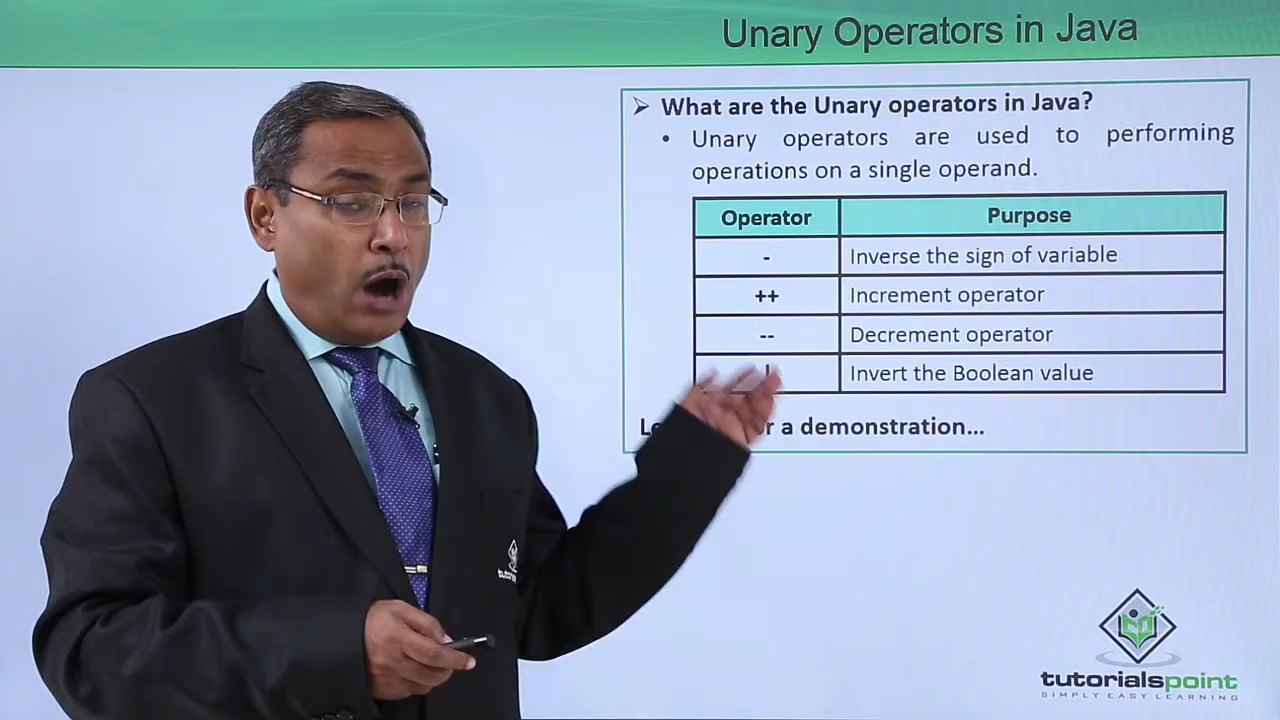 Unary Operators in Java
➢ What are the Unary operators in Java?
• Unary operators are used to performing
operations on a single operand.
Operator Purpose
- Inverse the sign of variable
++ Increment operator
-- Decrement operator
Invert the Boolean value
a demonstration...
tutorialspoint
SIMPLY EASY LEARNING